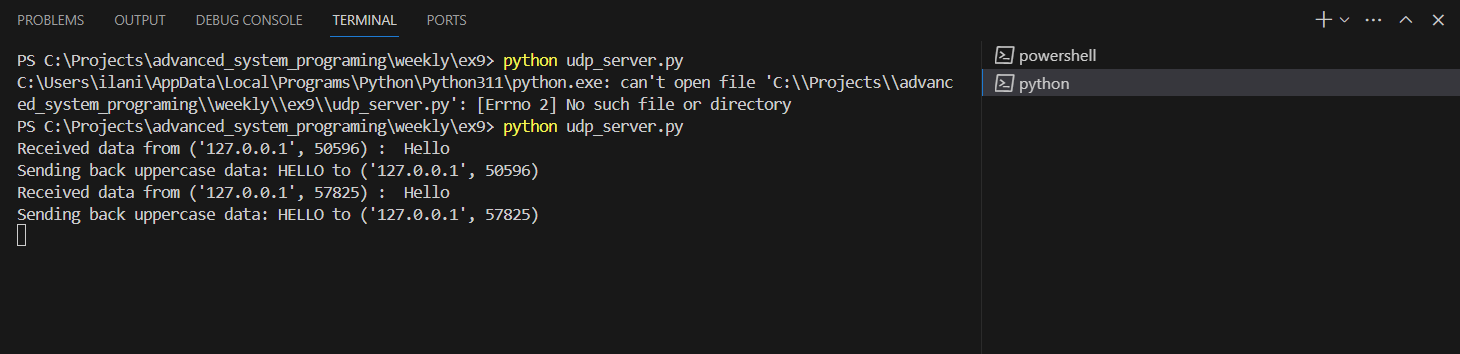 PROBLEMS OUTPUT DEBUG CONSOLE TERMINAL PORTS
PS C:\Projects\advanced_system_programing\weekly\ex9> python udp_server.py
C:\Users\ilani\AppData\Local\Programs\Python\Python311\python.exe: can't open file 'C:\\Projects\\advanc
ed_system_programing\\weekly\\ex9\\udp_server.py': [Errno 2] No such file or directory
PS C:\Projects\advanced_system_programing\weekly\ex9> python udp_server.py
Received data from ('127.0.0.1', 50596) :  Hello
Sending back uppercase data: HELLO to ('127.0.0.1', 50596)
Received data from ('127.0.0.1', 57825) :  Hello
Sending back uppercase data: HELLO to ('127.0.0.1', 57825)
powershell
python